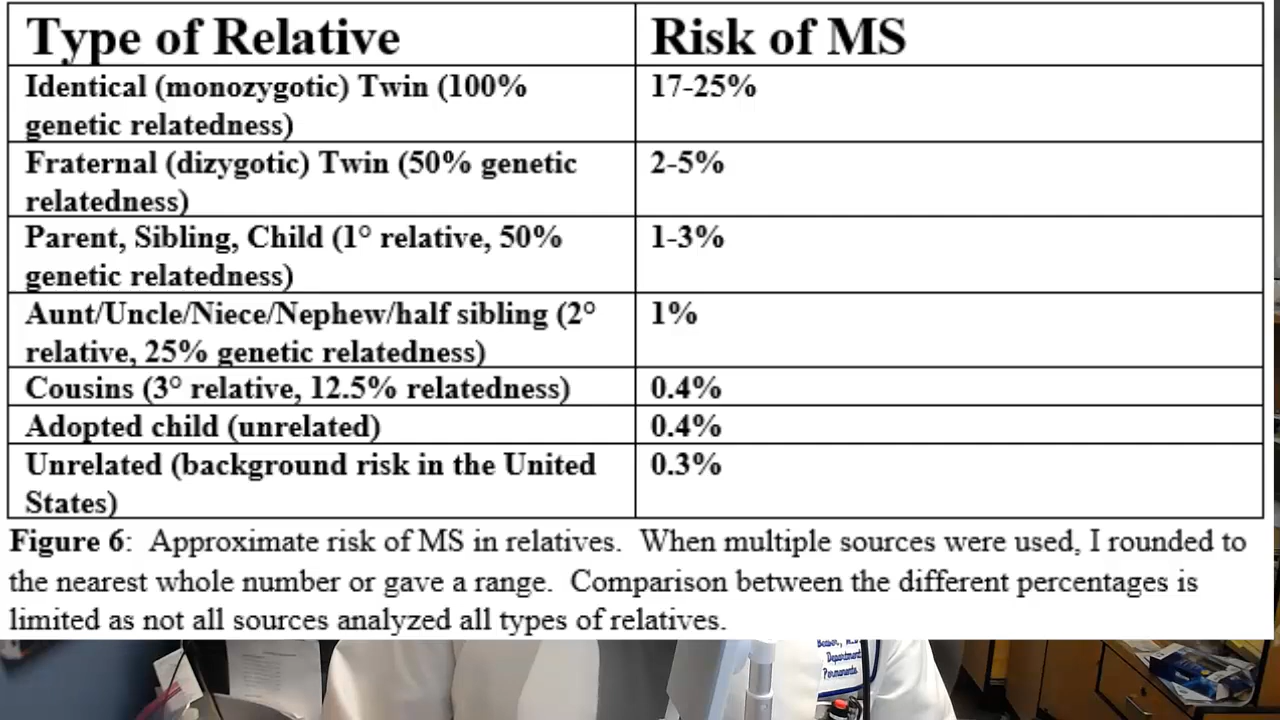 Type of Relative
Risk of MS
Identical (monozygotic) Twin (100%
genetic relatedness)
17-25%
Fraternal (dizygotic) Twin (50% genetic
relatedness)
2-5%
Parent, Sibling, Child (1° relative, 50%
genetic relatedness)
1-3%
Aunt/Uncle/Niece/Nephew/half sibling (2°
relative, 25% genetic relatedness)
1%
Cousins (3° relative, 12.5% relatedness)
0.4%
Adopted child (unrelated)
0.4%
Unrelated (background risk in the United
States)
0.3%
Figure 6: Approximate risk of MS in relatives. When multiple sources were used, I rounded to
the nearest whole number or gave a range. Comparison between the different percentages is
limited as not all sources analyzed all types of relatives.
Department
Permanente